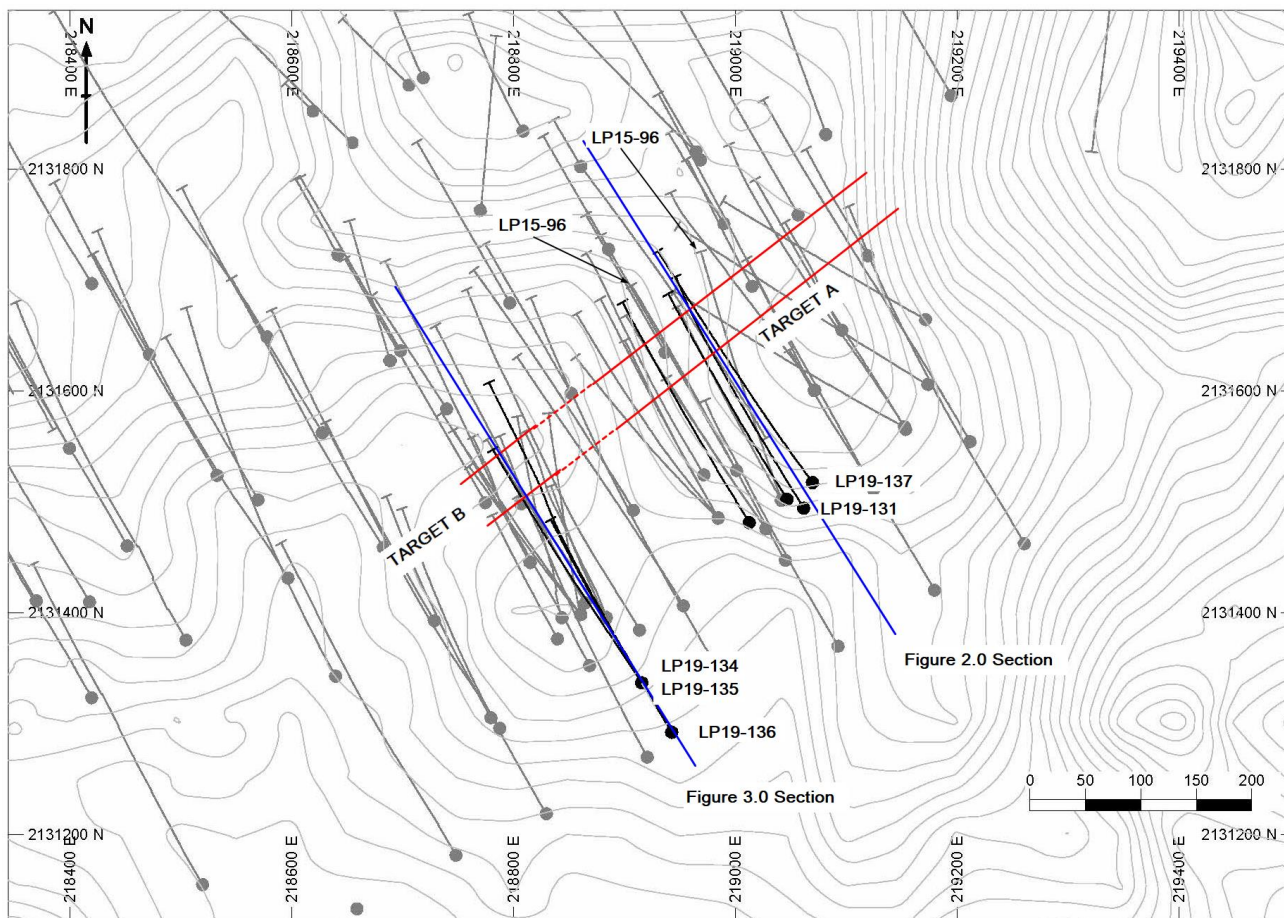 N
218400 E
218600 E
218800 E
219000 E
219200 E
219400 E
LP15-96
2131800 N
2131800 N
LP15-96
TARGET A
2131600 N
2131600 N
LP19-137
LP19-131
TARGET B
2131400 N
2131400 N
LP19-134
Figure 2.0 Section
LP19-135
LP19-136
0 50 100 150 200
Figure 3.0 Section
2131200 N
2131200 N
218400 E
218600 E
218800 E
219000 E
219200 E
219400 E